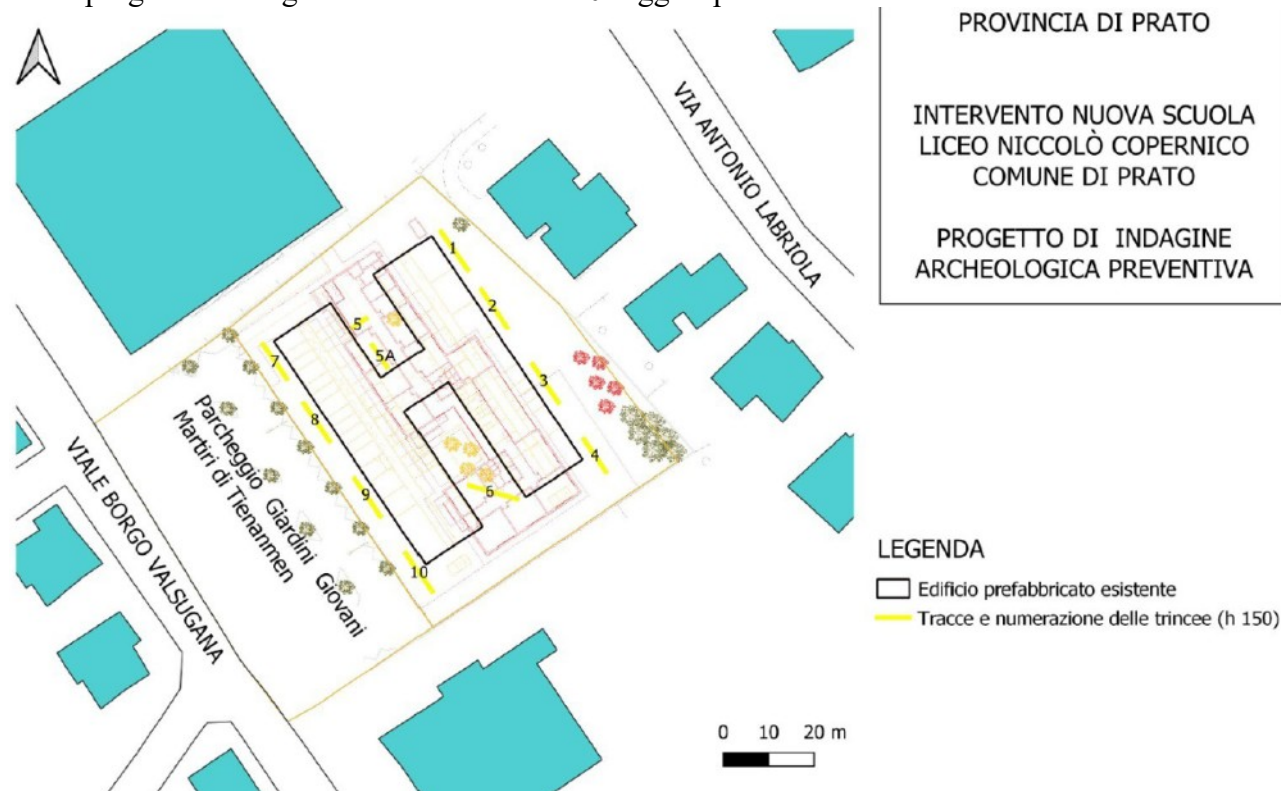 PROVINCIA DI PRATO
INTERVENTO NUOVA SCUOLA
LICEO NICCOLÒ COPERNICO
COMUNE DI PRATO
PROGETTO DI INDAGINE
ARCHEOLOGICA PREVENTIVA
VIA ANTONIO LABRIOLA
1
2
5
5A
7
3
8
4
9
6
10
Parcheggio Giardini Giovani
Martiri di Tienanmen
VIALE BORGO VALSUGANA
LEGENDA
Edificio prefabbricato esistente
Tracce e numerazione delle trincee (h 150)
0 10 20 m